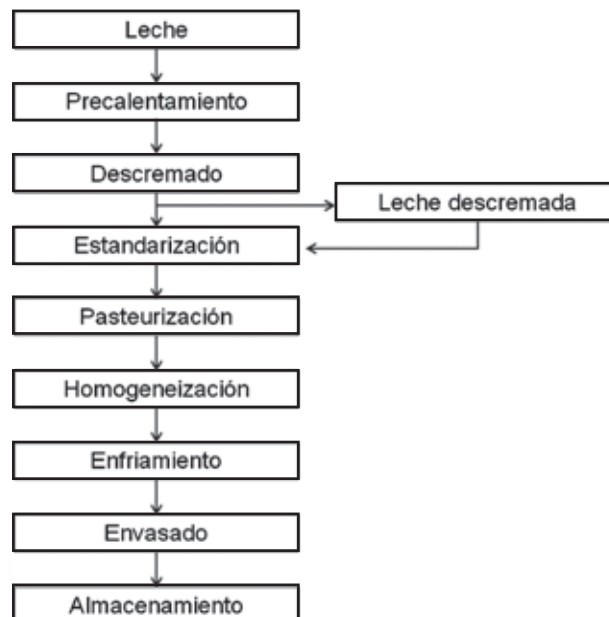 Leche
Precalentamiento
Descremado
Leche descremada
Estandarización
Pasteurización
Homogeneización
Enfriamiento
Envasado
Almacenamiento